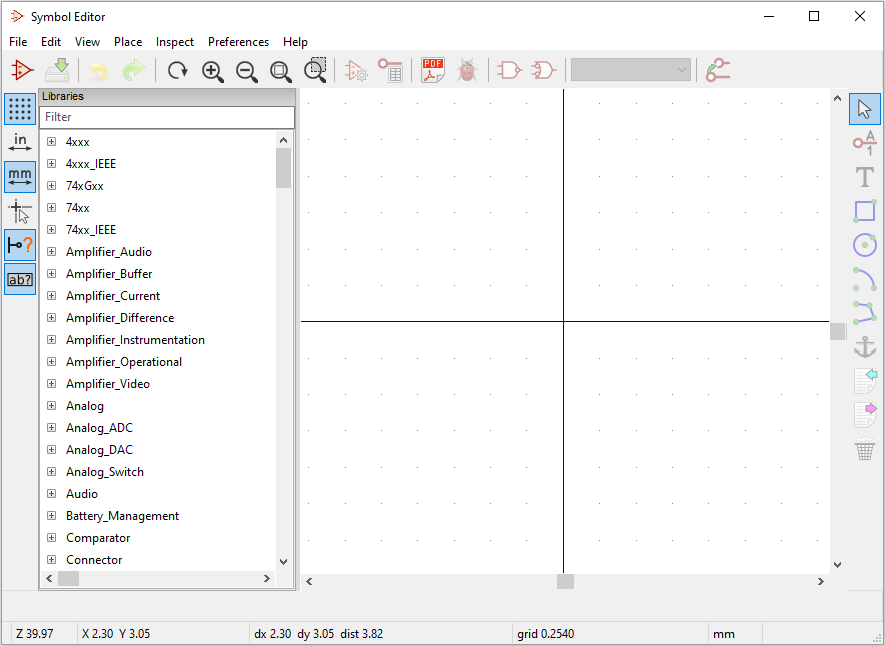 Symbol Editor
File Edit View Place Inspect Preferences Help
PDF
Libraries
Filter
in
mm
ab?
4xxx
4xxx_IEEE
74xGxx
74xx
74xx_IEEE
Amplifier_Audio
Amplifier_Buffer
Amplifier_Current
Amplifier_Difference
Amplifier_Instrumentation
Amplifier_Operational
Amplifier_Video
Analog
Analog_ADC
Analog_DAC
Analog_Switch
Audio
Battery_Management
Comparator
Connector
A
1
T
Z 39.97 X 2.30 Y 3.05 dx 2.30 dy 3.05 dist 3.82 grid 0.2540 mm